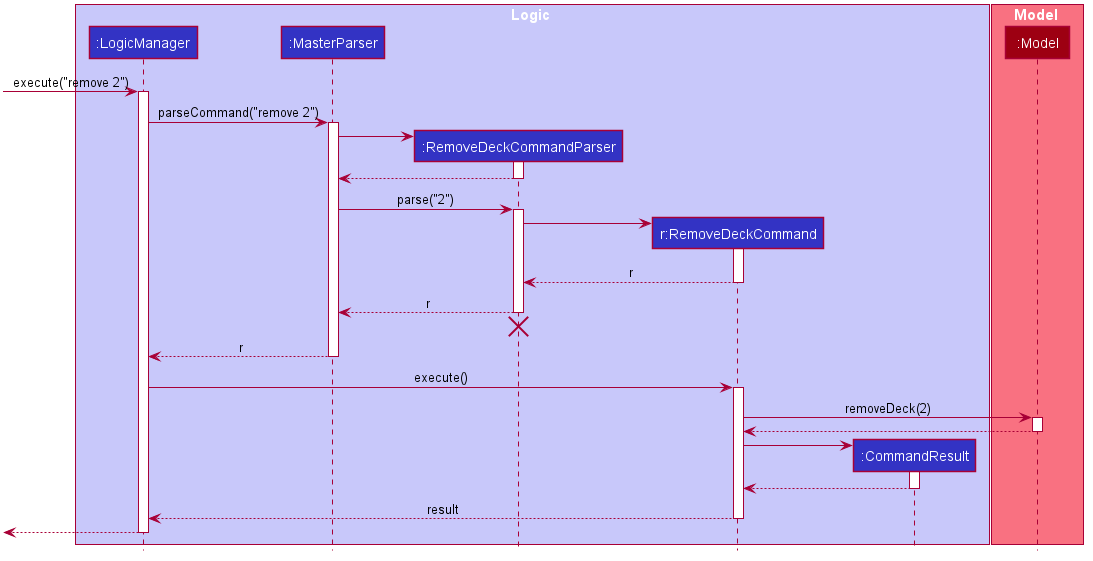 Logic
Model
:LogicManager
:MasterParser
:Model
execute("remove 2")
parseCommand("remove 2")
:RemoveDeckCommandParser
parse("2")
r:RemoveDeckCommand
r
r
r
execute()
removeDeck(2)
:CommandResult
result